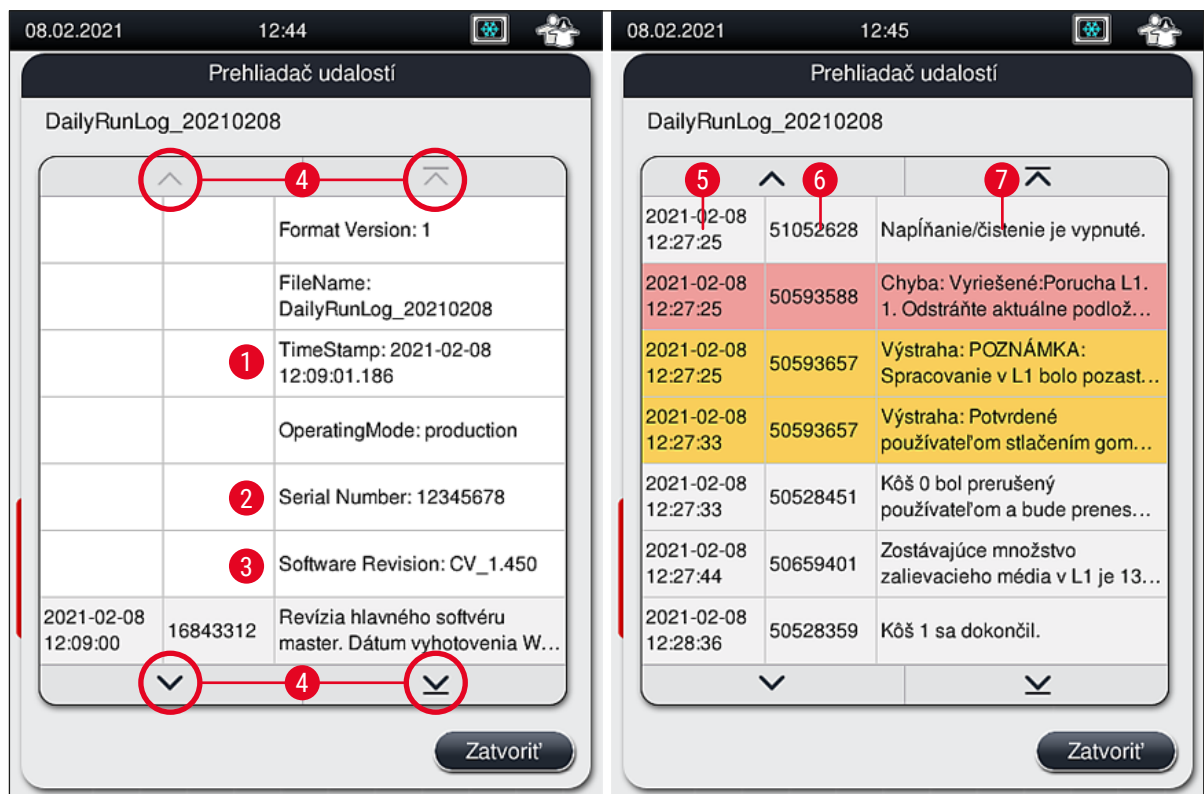 08.02.2021 12:44
Prehliadač udalostí
DailyRunLog_20210208
4
Format Version: 1
FileName:
DailyRunLog_20210208
1
TimeStamp: 2021-02-08
12:09:01.186
OperatingMode: production
2
Serial Number: 12345678
3
Software Revision: CV_1.450
2021-02-08
12:09:00
16843312
Revízia hlavného softvéru
master. Dátum vyhotovenia W...
4
Zatvoriť
08.02.2021 12:45
Prehliadač udalostí
DailyRunLog_20210208
5 6 7
2021-02-08
12:27:25
51052628
Napĺňanie/čistenie je vypnuté.
2021-02-08
12:27:25
50593588
Chyba: Vyriešené:Porucha L1.
1. Odstráňte aktuálne podlož...
2021-02-08
12:27:25
50593657
Výstraha: POZNÁMKA:
Spracovanie v L1 bolo pozast...
2021-02-08
12:27:33
50593657
Výstraha: Potvrdené
používateľom stlačením gom...
2021-02-08
12:27:33
50528451
Kôš 0 bol prerušený
používateľom a bude prenes...
2021-02-08
12:27:44
50659401
Zostávajúce množstvo
zalievacieho média v L1 je 13...
2021-02-08
12:28:36
50528359
Kôš 1 sa dokončil.
Zatvoriť